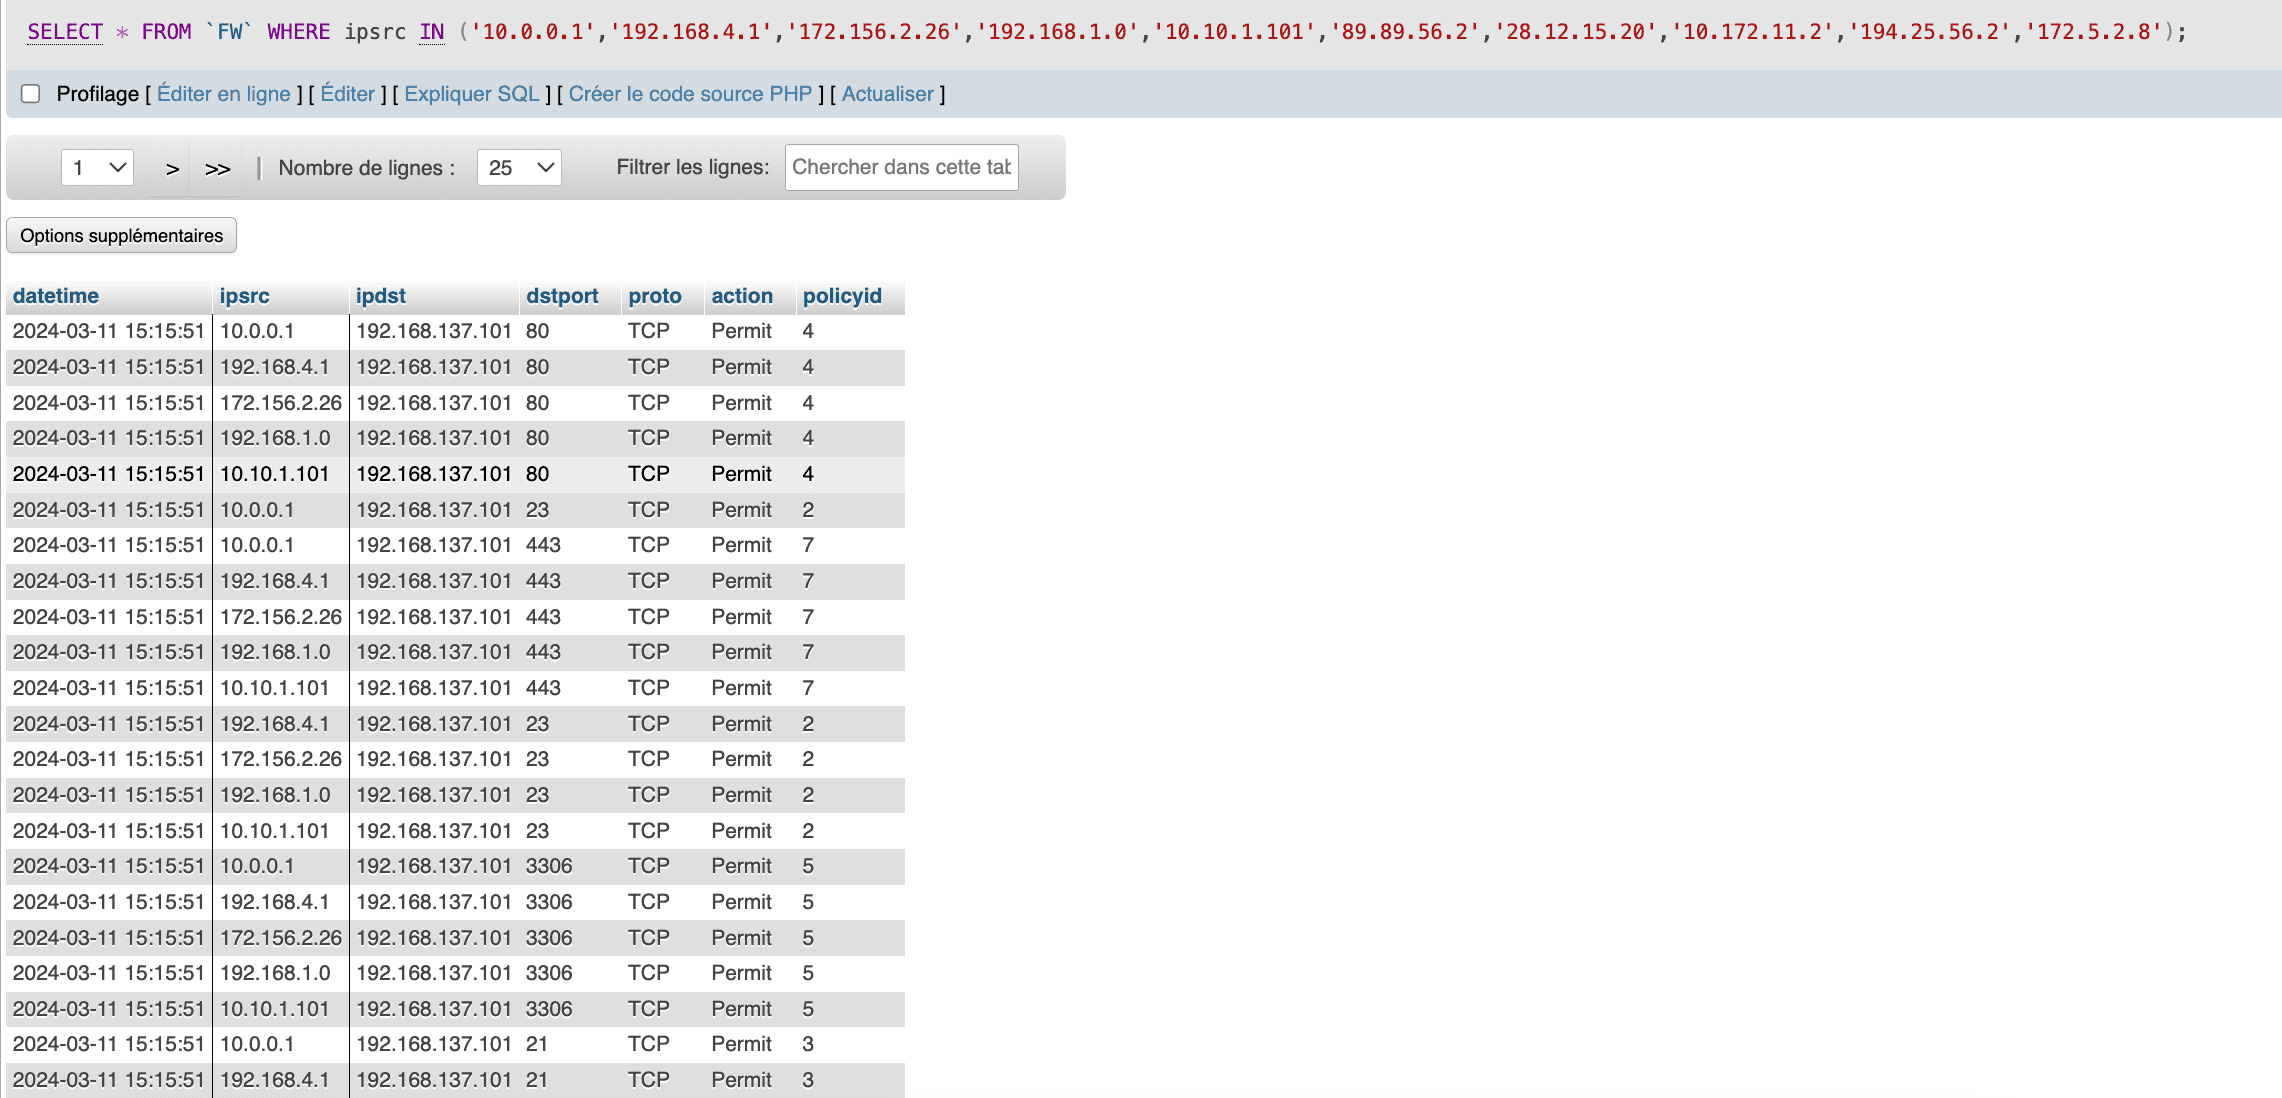 SELECT * FROM `FW` WHERE ipsrc IN ('10.0.0.1','192.168.4.1','172.156.2.26','192.168.1.0','10.10.1.101','89.89.56.2','28.12.15.20','10.172.11.2','194.25.56.2','172.5.2.8');
Profilage [ Éditer en ligne ] [ Éditer ] [ Expliquer SQL ] [ Créer le code source PHP ] [ Actualiser ]
1 > >> | Nombre de lignes : 25 Filtrer les lignes: Chercher dans cette tab
Options supplémentaires
datetime ipsrc ipdst dstport proto action policyid
2024-03-11 15:15:51 10.0.0.1 192.168.137.101 80 TCP Permit 4
2024-03-11 15:15:51 192.168.4.1 192.168.137.101 80 TCP Permit 4
2024-03-11 15:15:51 172.156.2.26 192.168.137.101 80 TCP Permit 4
2024-03-11 15:15:51 192.168.1.0 192.168.137.101 80 TCP Permit 4
2024-03-11 15:15:51 10.10.1.101 192.168.137.101 80 TCP Permit 4
2024-03-11 15:15:51 10.0.0.1 192.168.137.101 23 TCP Permit 2
2024-03-11 15:15:51 10.0.0.1 192.168.137.101 443 TCP Permit 7
2024-03-11 15:15:51 192.168.4.1 192.168.137.101 443 TCP Permit 7
2024-03-11 15:15:51 172.156.2.26 192.168.137.101 443 TCP Permit 7
2024-03-11 15:15:51 192.168.1.0 192.168.137.101 443 TCP Permit 7
2024-03-11 15:15:51 10.10.1.101 192.168.137.101 443 TCP Permit 7
2024-03-11 15:15:51 192.168.4.1 192.168.137.101 23 TCP Permit 2
2024-03-11 15:15:51 172.156.2.26 192.168.137.101 23 TCP Permit 2
2024-03-11 15:15:51 192.168.1.0 192.168.137.101 23 TCP Permit 2
2024-03-11 15:15:51 10.10.1.101 192.168.137.101 23 TCP Permit 2
2024-03-11 15:15:51 10.0.0.1 192.168.137.101 3306 TCP Permit 5
2024-03-11 15:15:51 192.168.4.1 192.168.137.101 3306 TCP Permit 5
2024-03-11 15:15:51 172.156.2.26 192.168.137.101 3306 TCP Permit 5
2024-03-11 15:15:51 192.168.1.0 192.168.137.101 3306 TCP Permit 5
2024-03-11 15:15:51 10.10.1.101 192.168.137.101 3306 TCP Permit 5
2024-03-11 15:15:51 10.0.0.1 192.168.137.101 21 TCP Permit 3
2024-03-11 15:15:51 192.168.4.1 192.168.137.101 21 TCP Permit 3